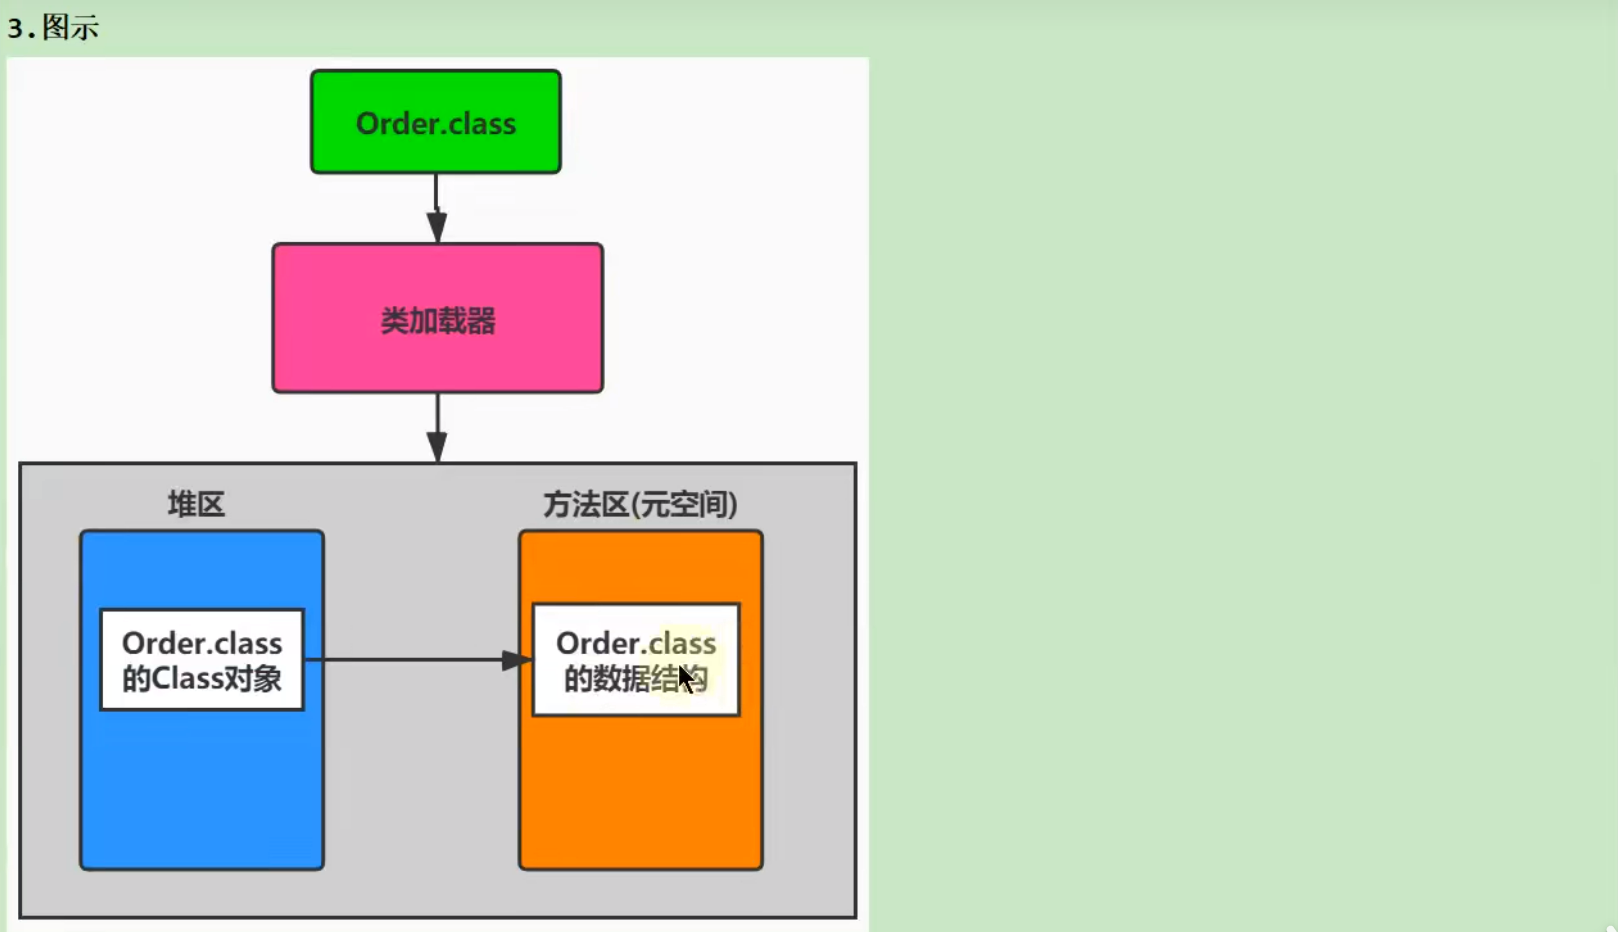 3.图示
Order.class
类加载器
堆区
方法区(元空间)
Order.class
的Class对象
Order.class
的数据结构